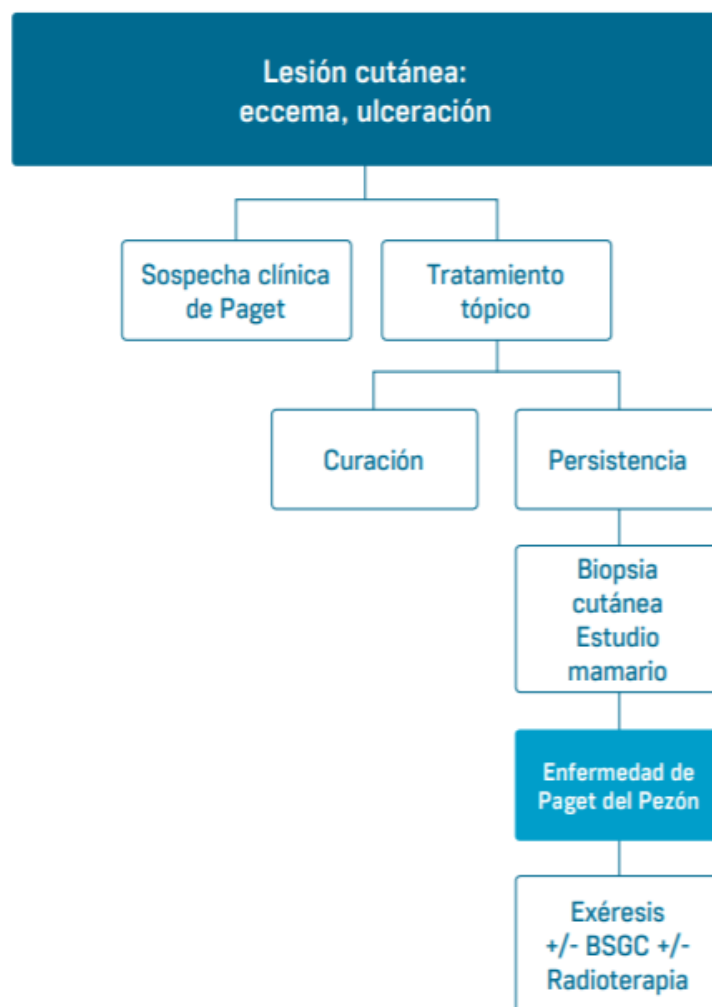 Lesión cutánea:
eccema, ulceración
Sospecha clínica
de Paget
Tratamiento
tópico
Curación
Persistencia
Biopsia
cutánea
Estudio
mamario
Enfermedad de
Paget del Pezón
Exéresis
+/- BSGC +/-
Radioterapia